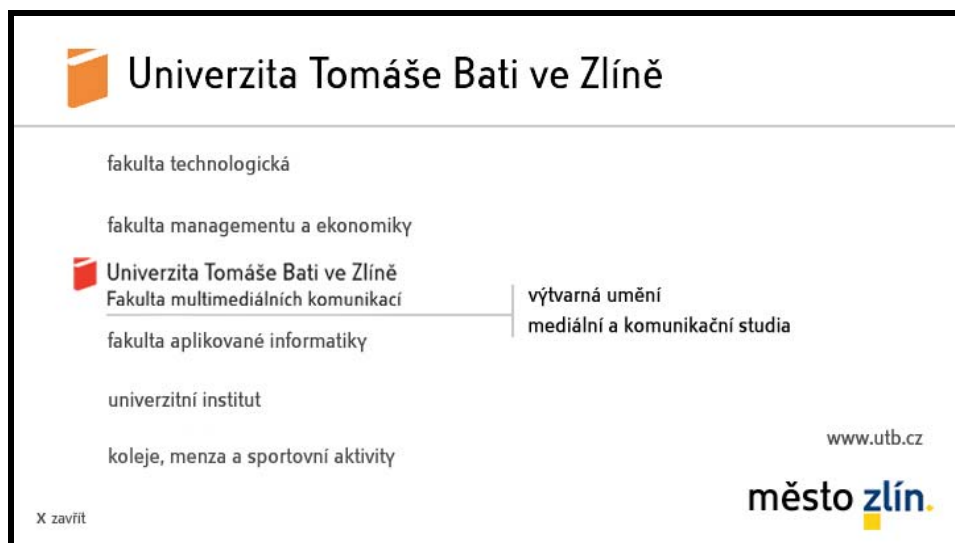 Univerzita Tomáše Bati ve Zlíně
fakulta technologická
fakulta managementu a ekonomiky
Univerzita Tomáše Bati ve Zlíně
Fakulta multimediálních komunikací
výtvarná umění
mediální a komunikační studia
fakulta aplikované informatiky
univerzitní institut
koleje, menza a sportovní aktivity
www.utb.cz
město zlín.
X zavřít